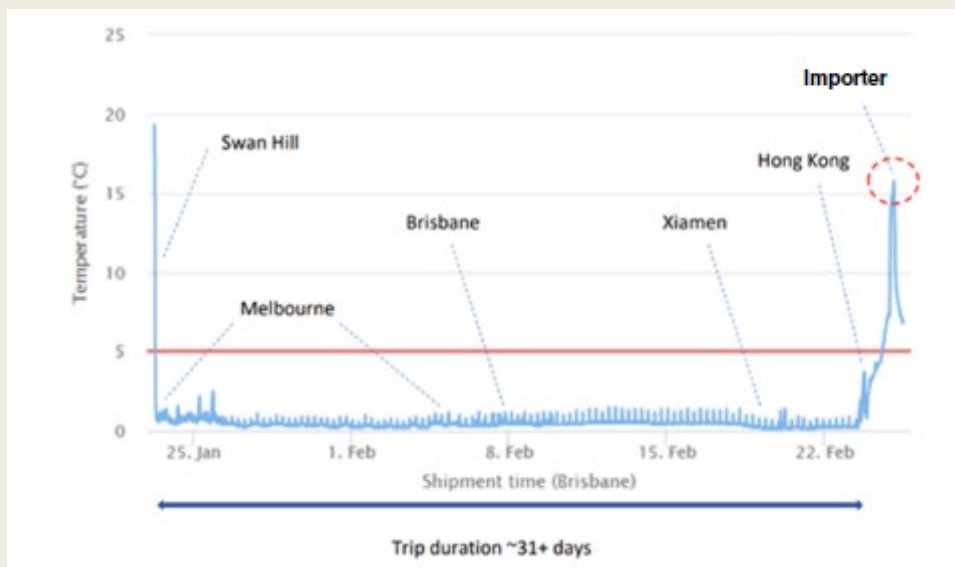 25
Importer
20
Swan Hill
Hong Kong
15
Brisbane
Xiamen
Temperature (°C)
10
Melbourne
5
0
25. Jan
1. Feb
8. Feb
15. Feb
22. Feb
Shipment time (Brisbane)
Trip duration ~31+ days